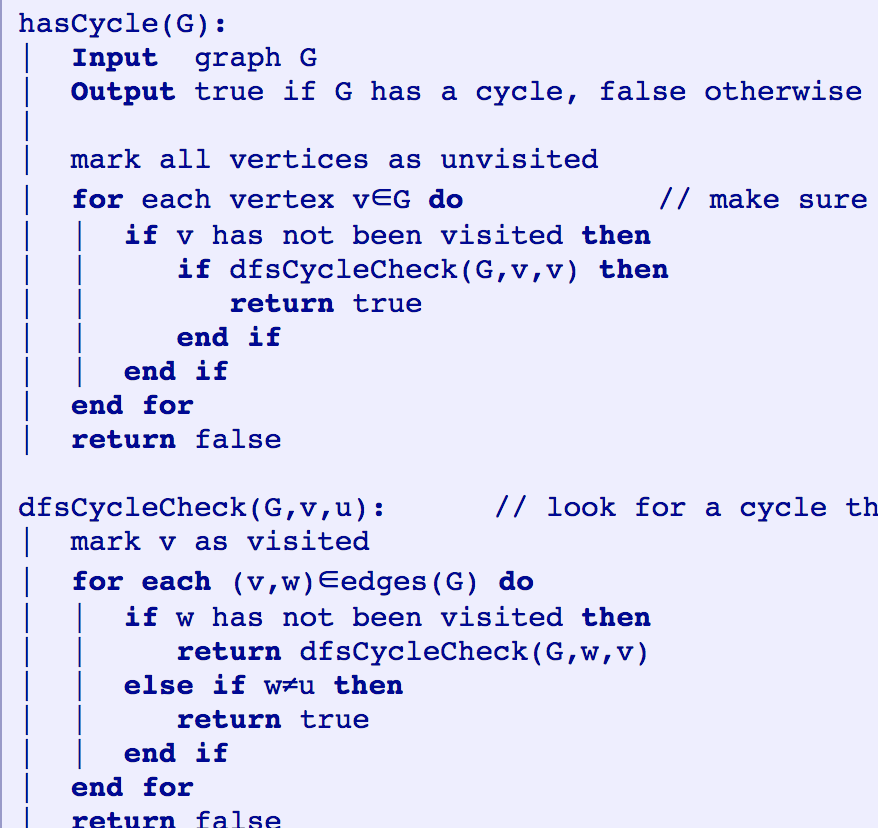 hasCycle(G):
Input graph G
Output true if G has a cycle, false otherwise
mark all vertices as unvisited
for each vertex v∈G do // make sure
if v has not been visited then
if dfsCycleCheck(G,v,v) then
return true
end if
end if
end for
return false
dfsCycleCheck(G,v,u): // look for a cycle th
mark v as visited
for each (v,w)∈edges(G) do
if w has not been visited then
return dfsCycleCheck(G,w,v)
else if w≠u then
return true
end if
end for
return false